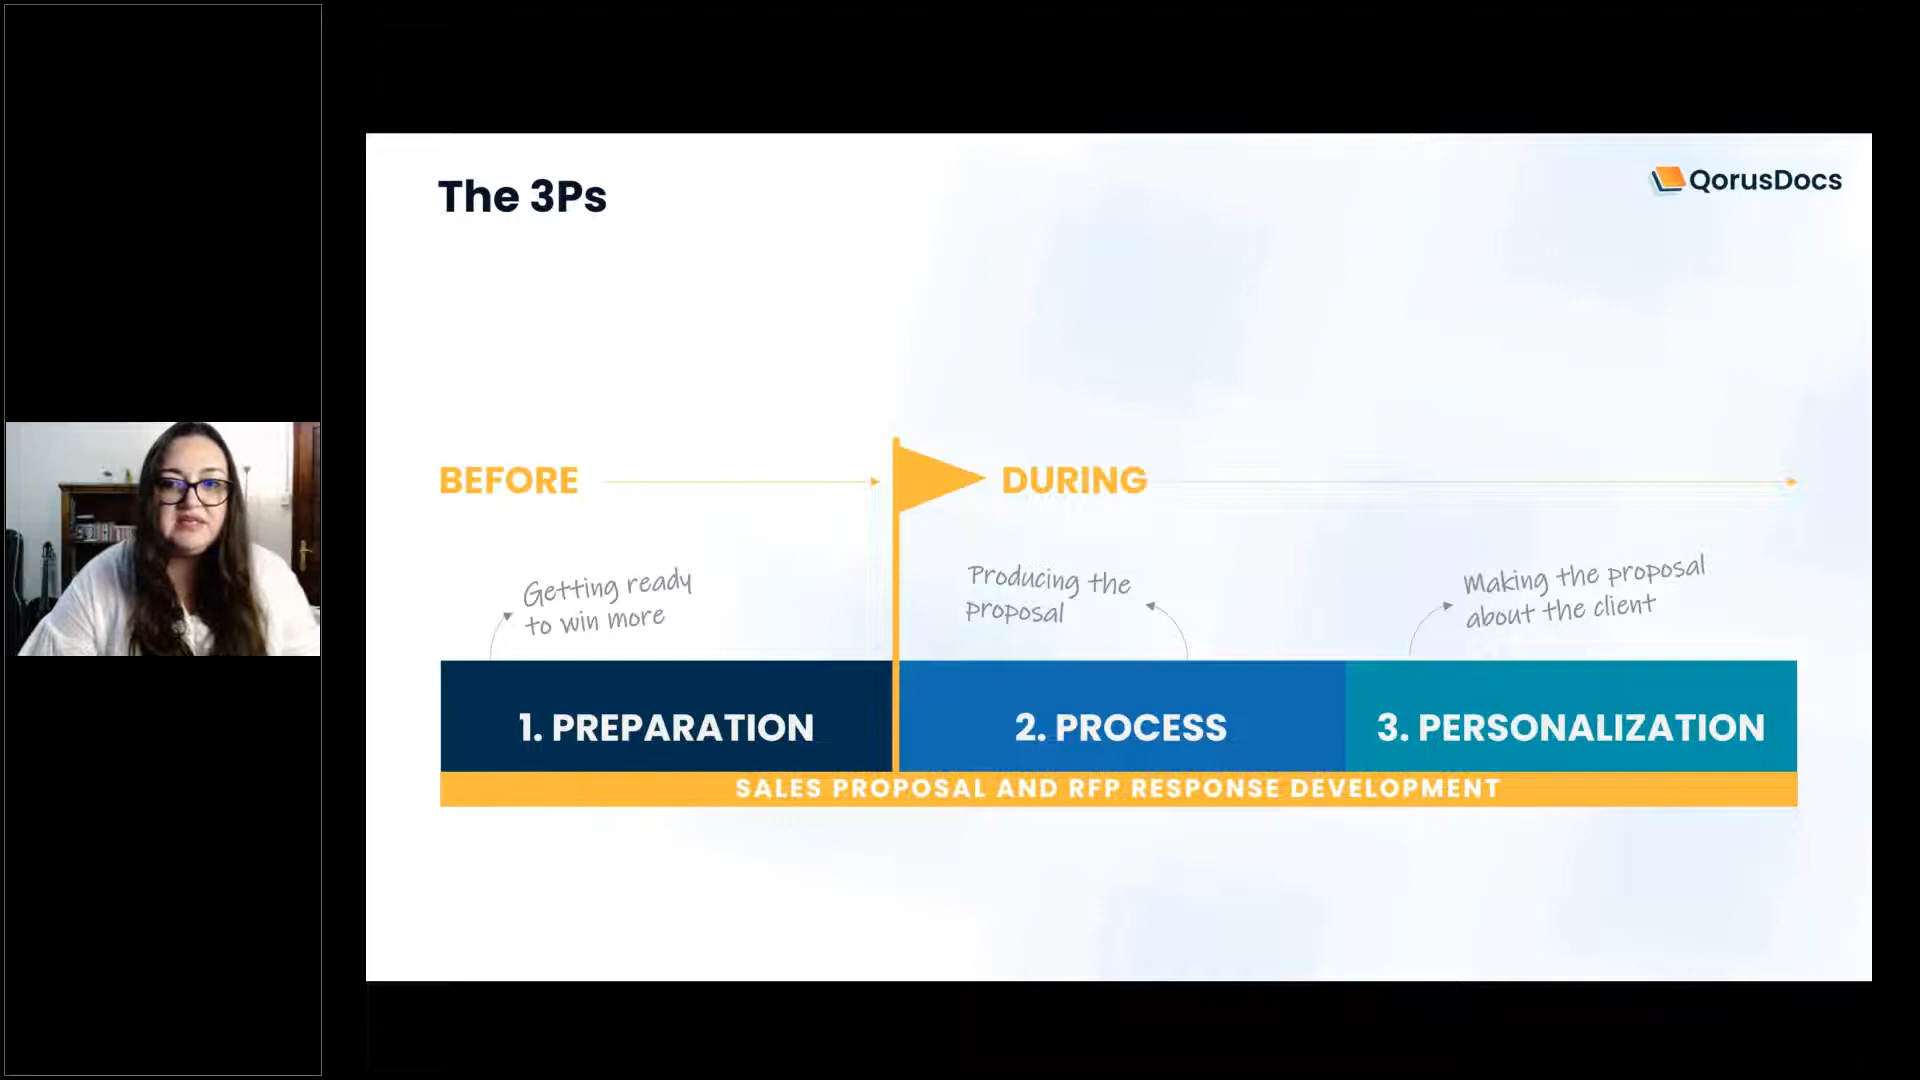 The 3Ps
QorusDocs
BEFORE
DURING
Getting ready
to win more
Producing the
proposal
Making the proposal
about the client
1. PREPARATION
2. PROCESS
3. PERSONALIZATION
SALES PROPOSAL AND RFP RESPONSE DEVELOPMENT